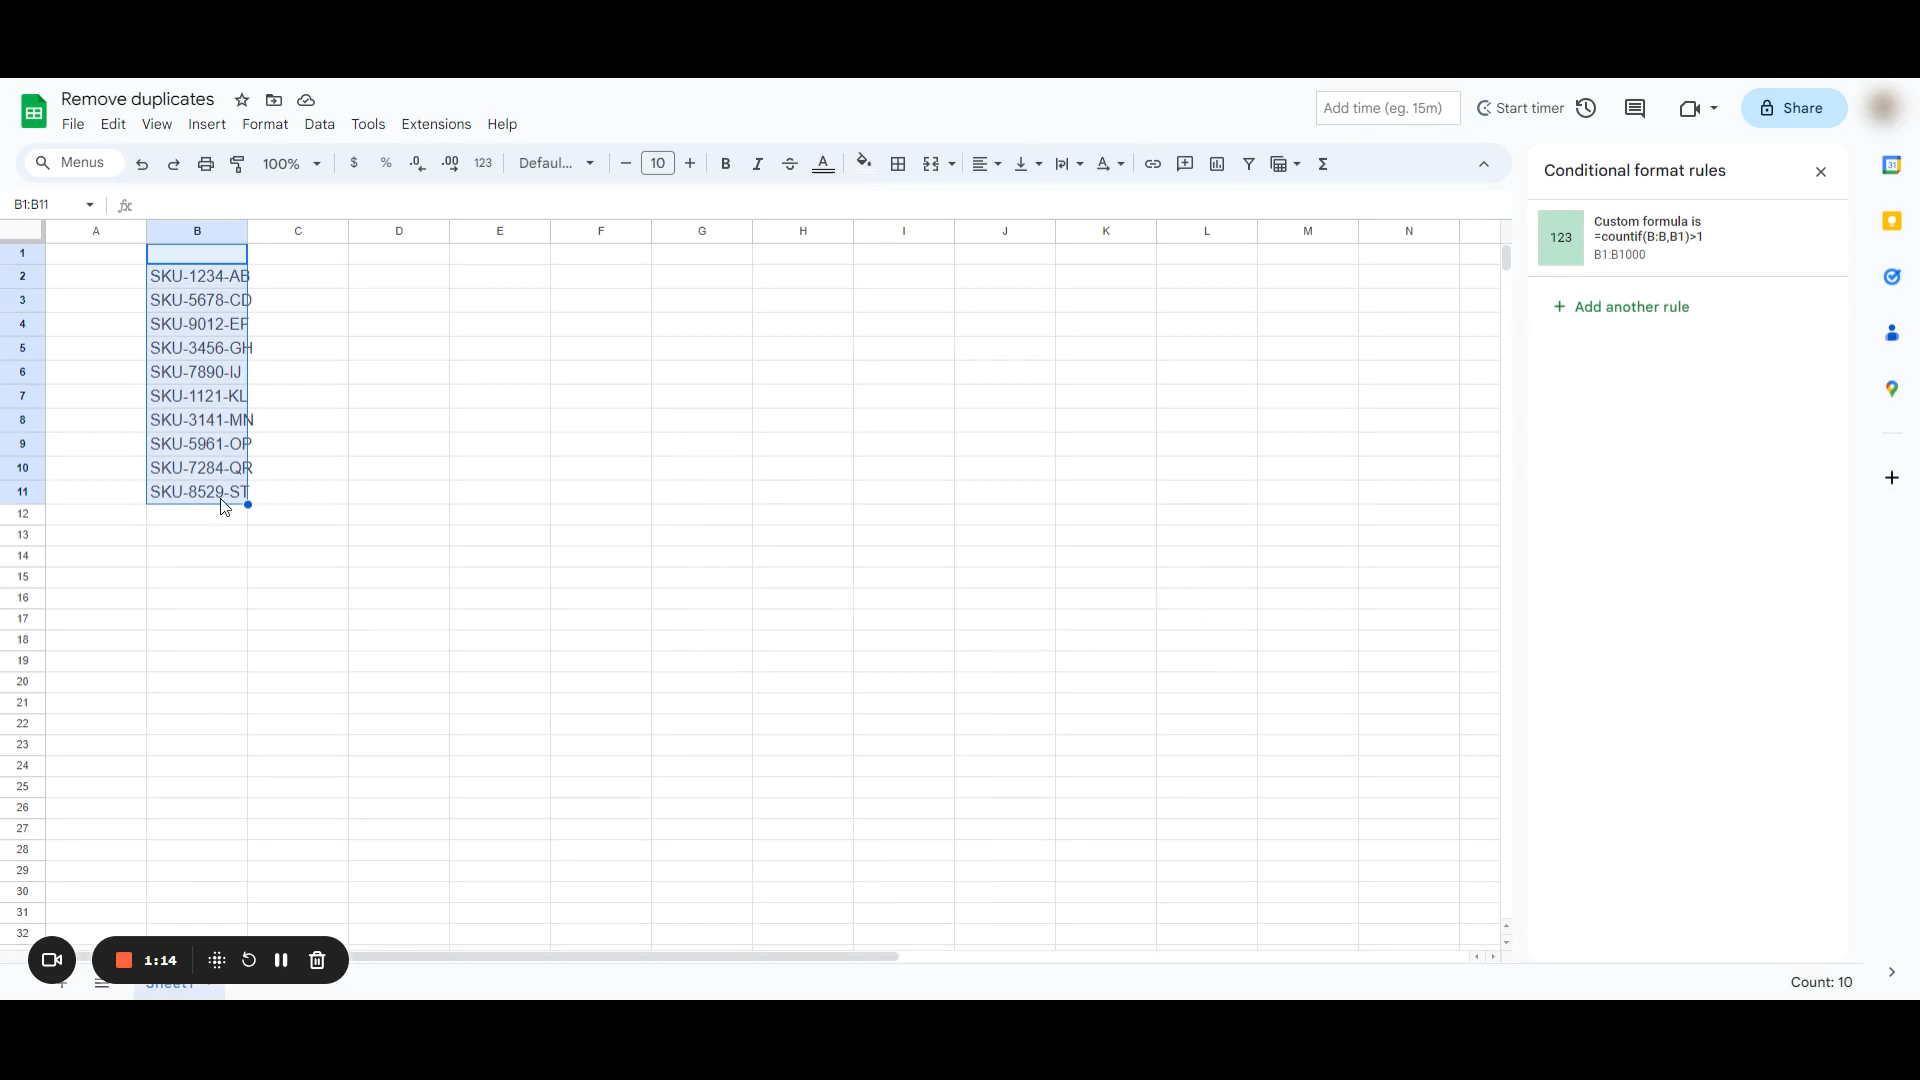 Remove duplicates
Add time (eg. 15m)
Start timer
Share
File Edit View Insert Format Data Tools Extensions Help
Menus
100%
$
%
.0
.00
123
Defaul...
10
B
I
A
Σ
Conditional format rules
B1:B11
fx
123
Custom formula is
=countif(B:B,B1)>1
B1:B1000
Add another rule
31
A B C D E F G H I J K L M N
1
2 SKU-1234-AB
3 SKU-5678-CD
4 SKU-9012-EF
5 SKU-3456-GH
6 SKU-7890-IJ
7 SKU-1121-KL
8 SKU-3141-MN
9 SKU-5961-OP
10 SKU-7284-QR
11 SKU-8529-ST
12
13
14
15
16
17
18
19
20
21
22
23
24
25
26
27
28
29
30
31
32
1:14
Count: 10